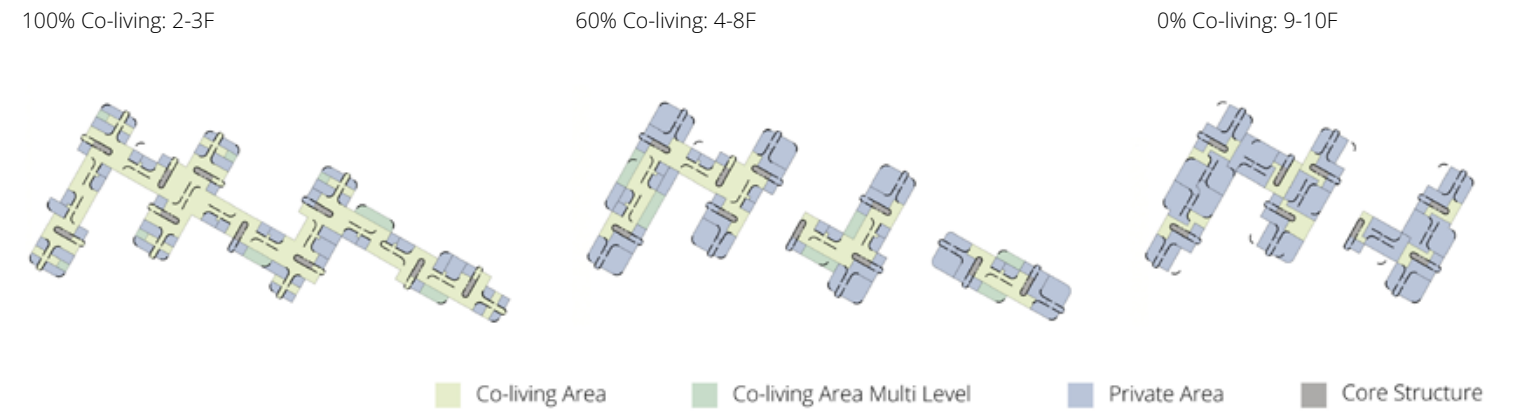 100% Co-living: 2-3F
60% Co-living: 4-8F
0% Co-living: 9-10F
Co-living Area
Co-living Area Multi Level
Private Area
Core Structure